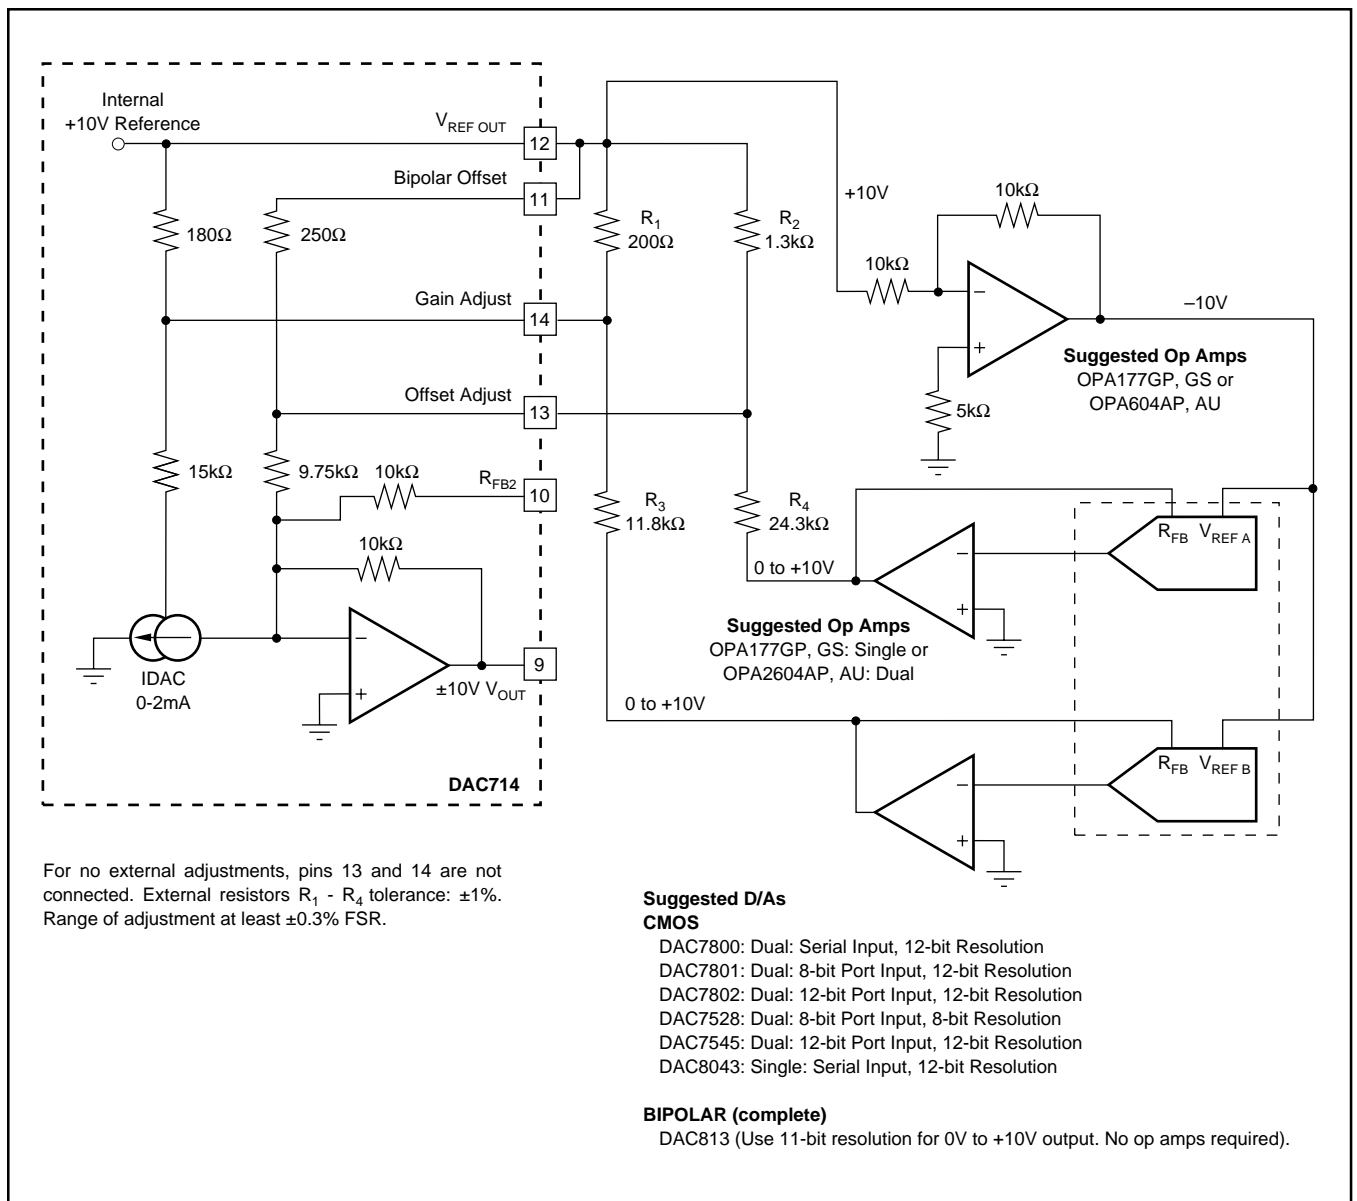 Internal
+10V Reference
V_REF OUT
12
Bipolar Offset
11
180Ω
250Ω
R1
200Ω
R2
1.3kΩ
+10V
10kΩ
10kΩ
–
+
–10V
5kΩ
Suggested Op Amps
OPA177GP, GS or
OPA604AP, AU
Gain Adjust
14
Offset Adjust
13
15kΩ
9.75kΩ
10kΩ
R_FB2
10
R3
11.8kΩ
R4
24.3kΩ
10kΩ
0 to +10V
–
+
R_FB V_REF A
Suggested Op Amps
OPA177GP, GS: Single or
OPA2604AP, AU: Dual
IDAC
0-2mA
–
+
±10V V_OUT
9
0 to +10V
–
+
R_FB V_REF B
DAC714
For no external adjustments, pins 13 and 14 are not
connected. External resistors R1 - R4 tolerance: ±1%.
Range of adjustment at least ±0.3% FSR.
Suggested D/As
CMOS
DAC7800: Dual: Serial Input, 12-bit Resolution
DAC7801: Dual: 8-bit Port Input, 12-bit Resolution
DAC7802: Dual: 12-bit Port Input, 12-bit Resolution
DAC7528: Dual: 8-bit Port Input, 8-bit Resolution
DAC7545: Dual: 12-bit Port Input, 12-bit Resolution
DAC8043: Single: Serial Input, 12-bit Resolution
BIPOLAR (complete)
DAC813 (Use 11-bit resolution for 0V to +10V output. No op amps required).